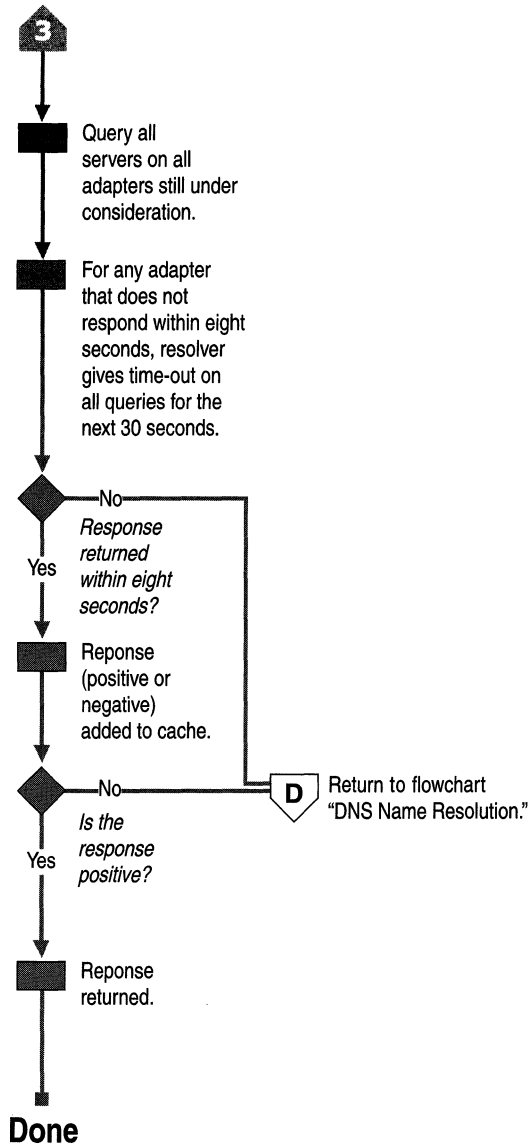 3
Query all
servers on all
adapters still under
consideration.
For any adapter
that does not
respond within eight
seconds, resolver
gives time-out on
all queries for the
next 30 seconds.
No
Response
returned
within eight
seconds?
Yes
Reponse
(positive or
negative)
added to cache.
No
D
Return to flowchart
“DNS Name Resolution.”
Is the
response
positive?
Yes
Reponse
returned.
Done